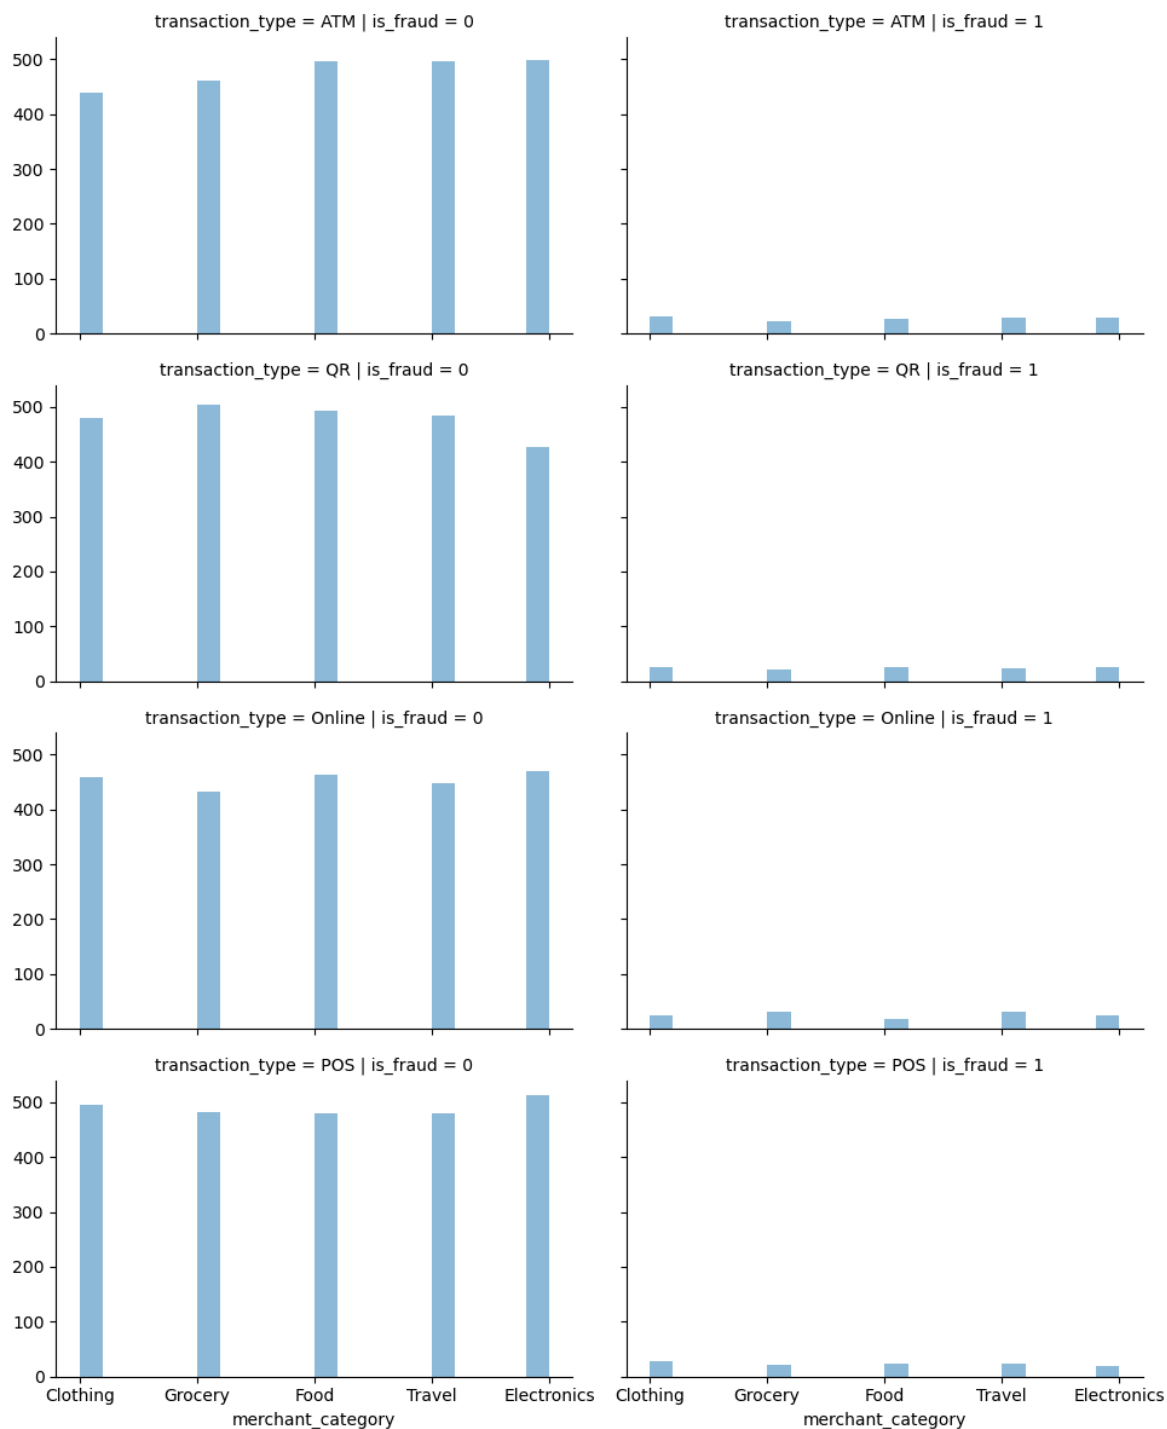 transaction_type = ATM | is_fraud = 0
transaction_type = ATM | is_fraud = 1
500
400
300
200
100
0
transaction_type = QR | is_fraud = 0
transaction_type = QR | is_fraud = 1
500
400
300
200
100
0
transaction_type = Online | is_fraud = 0
transaction_type = Online | is_fraud = 1
500
400
300
200
100
0
transaction_type = POS | is_fraud = 0
transaction_type = POS | is_fraud = 1
500
400
300
200
100
0
Clothing Grocery Food Travel Electronics
Clothing Grocery Food Travel Electronics
merchant_category
merchant_category